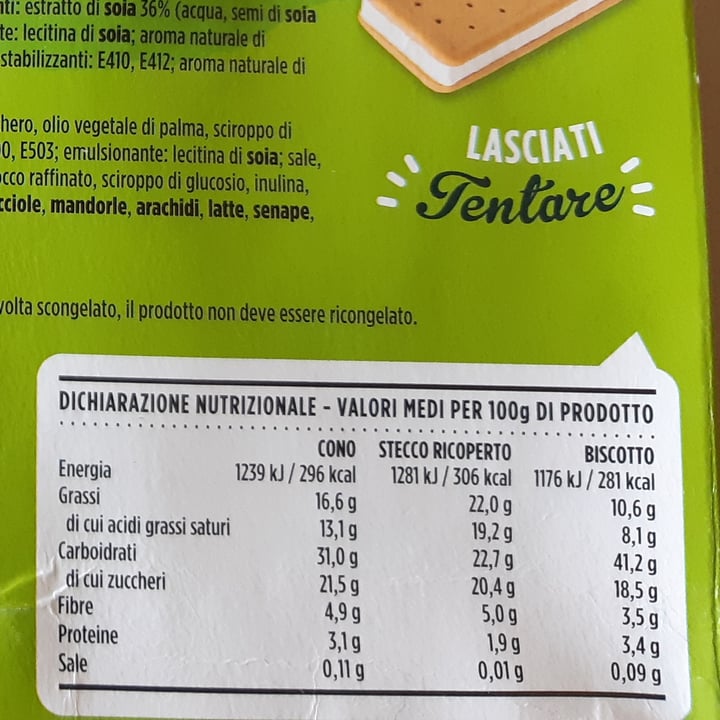 nti: estratto di soia 36% (acqua, semi di soia
te: lecitina di soia; aroma naturale di
stabilizzanti: E410, E412; aroma naturale di
hero, olio vegetale di palma, sciroppo di
0, E503; emulsionante: lecitina di soia; sale,
occo raffinato, sciroppo di glucosio, inulina,
cciole, mandorle, arachidi, latte, senape,
LASCIATI
Tentare
volta scongelato, il prodotto non deve essere ricongelato.
DICHIARAZIONE NUTRIZIONALE - VALORI MEDI PER 100g DI PRODOTTO
CONO STECCO RICOPERTO BISCOTTO
Energia 1239 kJ / 296 kcal 1281 kJ / 306 kcal 1176 kJ / 281 kcal
Grassi 16,6 g 22,0 g 10,6 g
di cui acidi grassi saturi 13,1 g 19,2 g 8,1 g
Carboidrati 31,0 g 22,7 g 41,2 g
di cui zuccheri 21,5 g 20,4 g 18,5 g
Fibre 4,9 g 5,0 g 3,5 g
Proteine 3,1 g 1,9 g 3,4 g
Sale 0,11 g 0,01 g 0,09 g